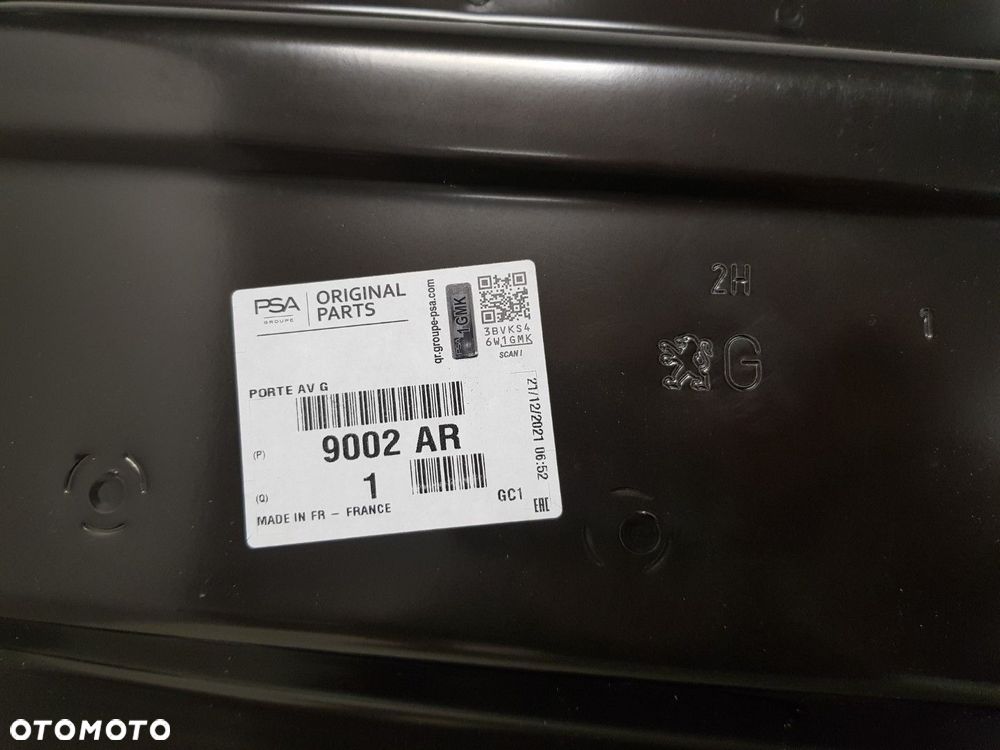 2H
1
G
PSA
GROUPE
ORIGINAL
PARTS
qr.groupe-psa.com
1GMK
3BVKS4
6W1GMK
SCAN!
PORTE AV G
(P)
9002 AR
(Q)
1
MADE IN FR - FRANCE
GC1
21/12/2021 06:52
EAC
OTOMOTO